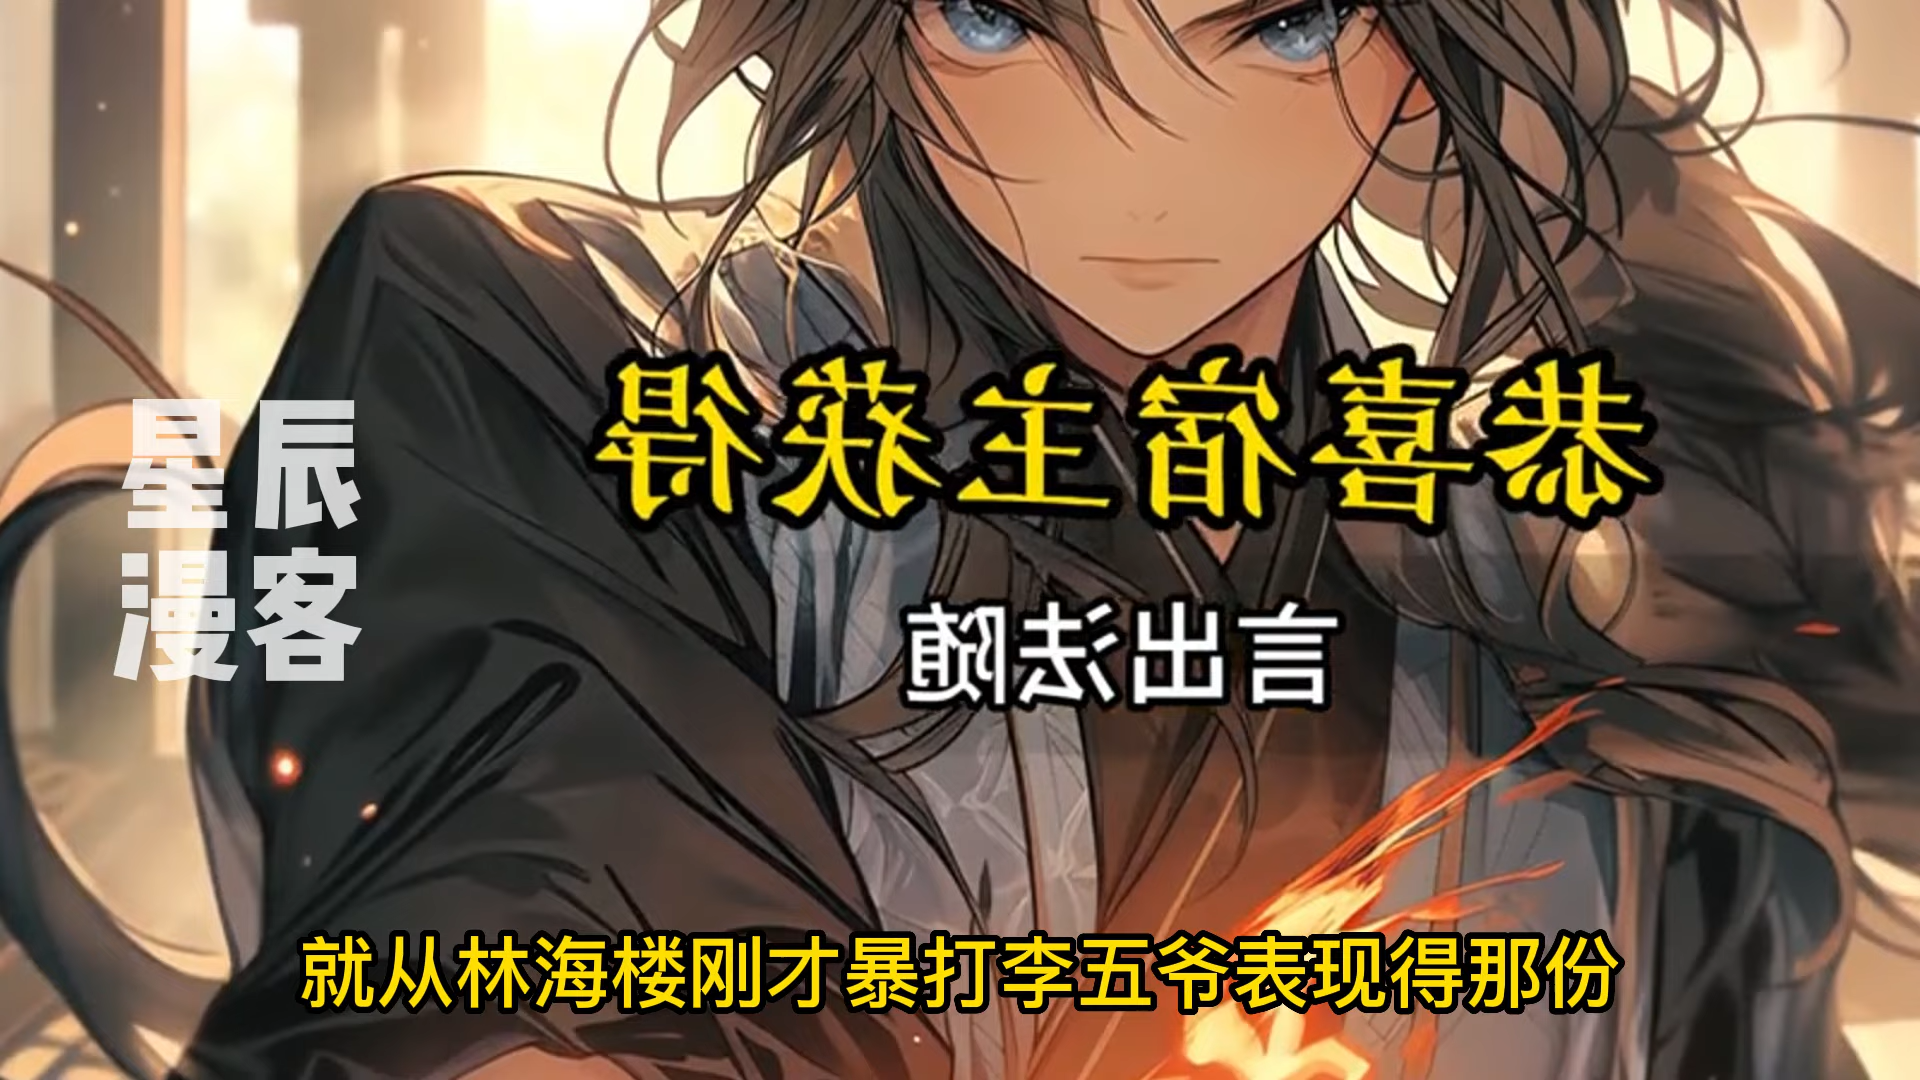 恭喜宿主获得
言出法随
星辰
漫客
就从林海楼刚才暴打李五爷表现得那份